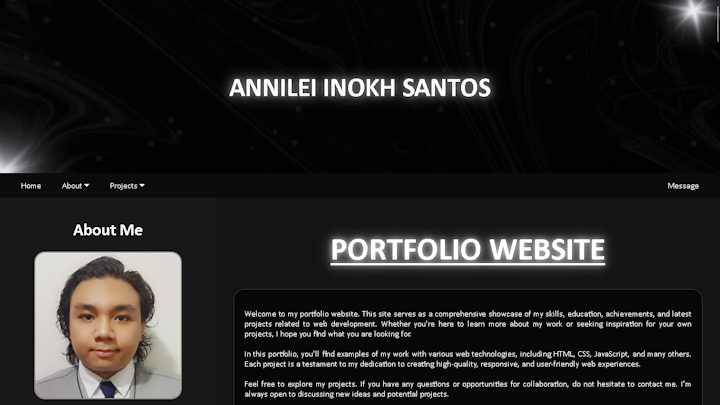 ANNILEI INOKH SANTOS
Home About Projects Message
About Me
PORTFOLIO WEBSITE
Welcome to my portfolio website. This site serves as a comprehensive showcase of my skills, education, achievements, and latest
projects related to web development. Whether you're here to learn more about my work or seeking inspiration for your own
projects, I hope you find what you are looking for.
In this portfolio, you'll find examples of my work with various web technologies, including HTML, CSS, JavaScript, and many others.
Each project is a testament to my dedication to creating high-quality, responsive, and user-friendly web experiences.
Feel free to explore my projects. If you have any questions or opportunities for collaboration, do not hesitate to contact me. I'm
always open to discussing new ideas and potential projects.